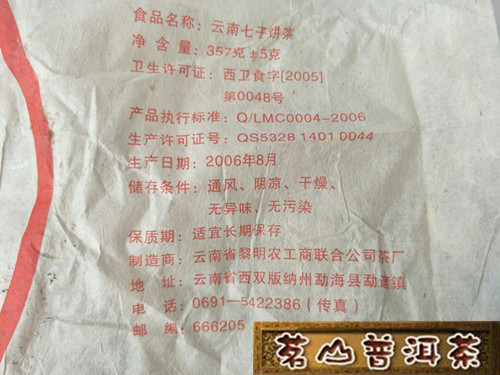 食品名称：云南七子饼茶
净 含 量：357克±5克
卫生许可证：西卫食字[2005]
第0048号
产品执行标准：Q/LMC0004-2006
生产许可证号：QS5328 1401 0044
生产日期：2006年8月
储存条件：通风、阴凉、干燥、
无异味、无污染
保质期：适宜长期保存
制造商：云南省黎明农工商联合公司茶厂
地 址：云南省西双版纳州勐海县勐遮镇
电 话：0691-5422386（传真）
邮 编：666205
茗山普洱茶